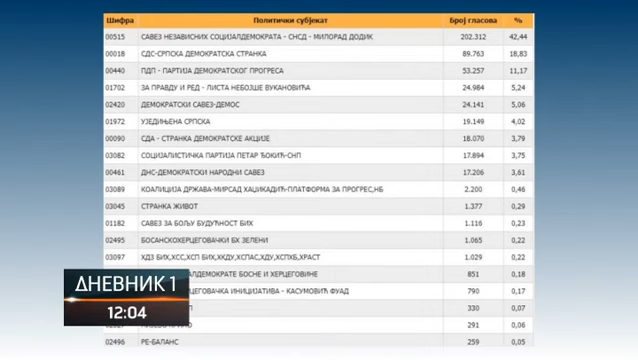 Шифра Политички субјекат Број гласова %
00515 САВЕЗ НЕЗАВИСНИХ СОЦИЈАЛДЕМОКРАТА - СНСД - МИЛОРАД ДОДИК 202.312 42,44
00018 СДС-СРПСКА ДЕМОКРАТСКА СТРАНКА 89.763 18,83
00440 ПДП - ПАРТИЈА ДЕМОКРАТСКОГ ПРОГРЕСА 53.257 11,17
01702 ЗА ПРАВДУ И РЕД - ЛИСТА НЕБОЈШЕ ВУКАНОВИЋА 24.984 5,24
02420 ДЕМОКРАТСКИ САВЕЗ-ДЕМОС 24.141 5,06
01972 УЈЕДИЊЕНА СРПСКА 19.149 4,02
00090 СДА - СТРАНКА ДЕМОКРАТСКЕ АКЦИЈЕ 18.070 3,79
03082 СОЦИЈАЛИСТИЧКА ПАРТИЈА ПЕТАР ЂОКИЋ-СНП 17.894 3,75
00461 ДНС-ДЕМОКРАТСКИ НАРОДНИ САВЕЗ 17.206 3,61
03089 КОАЛИЦИЈА ДРЖАВА-МИРСАД ХАЏИКАДИЋ-ПЛАТФОРМА ЗА ПРОГРЕС,НБ 2.200 0,46
03045 СТРАНКА ЖИВОТ 1.377 0,29
01182 САВЕЗ ЗА БОЉУ БУДУЋНОСТ БИХ 1.116 0,23
02495 БОСАНСКОХЕРЦЕГОВАЧКИ БХ ЗЕЛЕНИ 1.065 0,22
03097 ХДЗ БИХ,ХСС,ХСП БИХ,ХКДУ,ХСПАС,ХДУ,ХСПХБ,ХРАСТ 1.029 0,22
АЛДЕМОКРАТЕ БОСНЕ И ХЕРЦЕГОВИНЕ 851 0,18
ЕРЦЕГОВАЧКА ИНИЦИЈАТИВА - КАСУМОВИЋ ФУАД 790 0,17
330 0,07
291 0,06
02496 РЕ-БАЛАНС 259 0,05
ДНЕВНИК 1
12:04